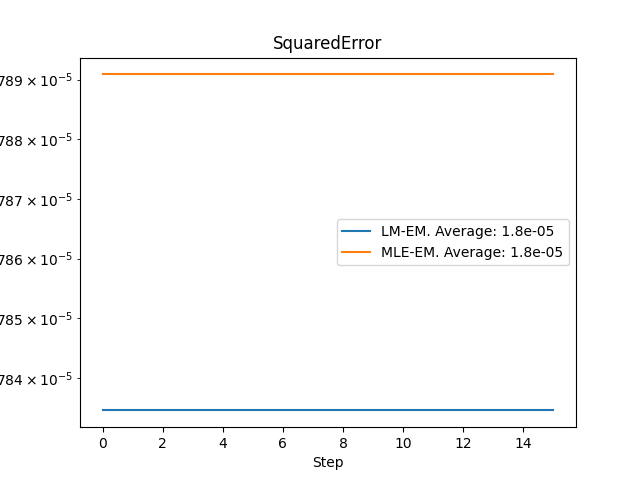 SquaredError
789 × 10⁻⁵
788 × 10⁻⁵
787 × 10⁻⁵
786 × 10⁻⁵
785 × 10⁻⁵
784 × 10⁻⁵
LM-EM. Average: 1.8e-05
MLE-EM. Average: 1.8e-05
0 2 4 6 8 10 12 14
Step